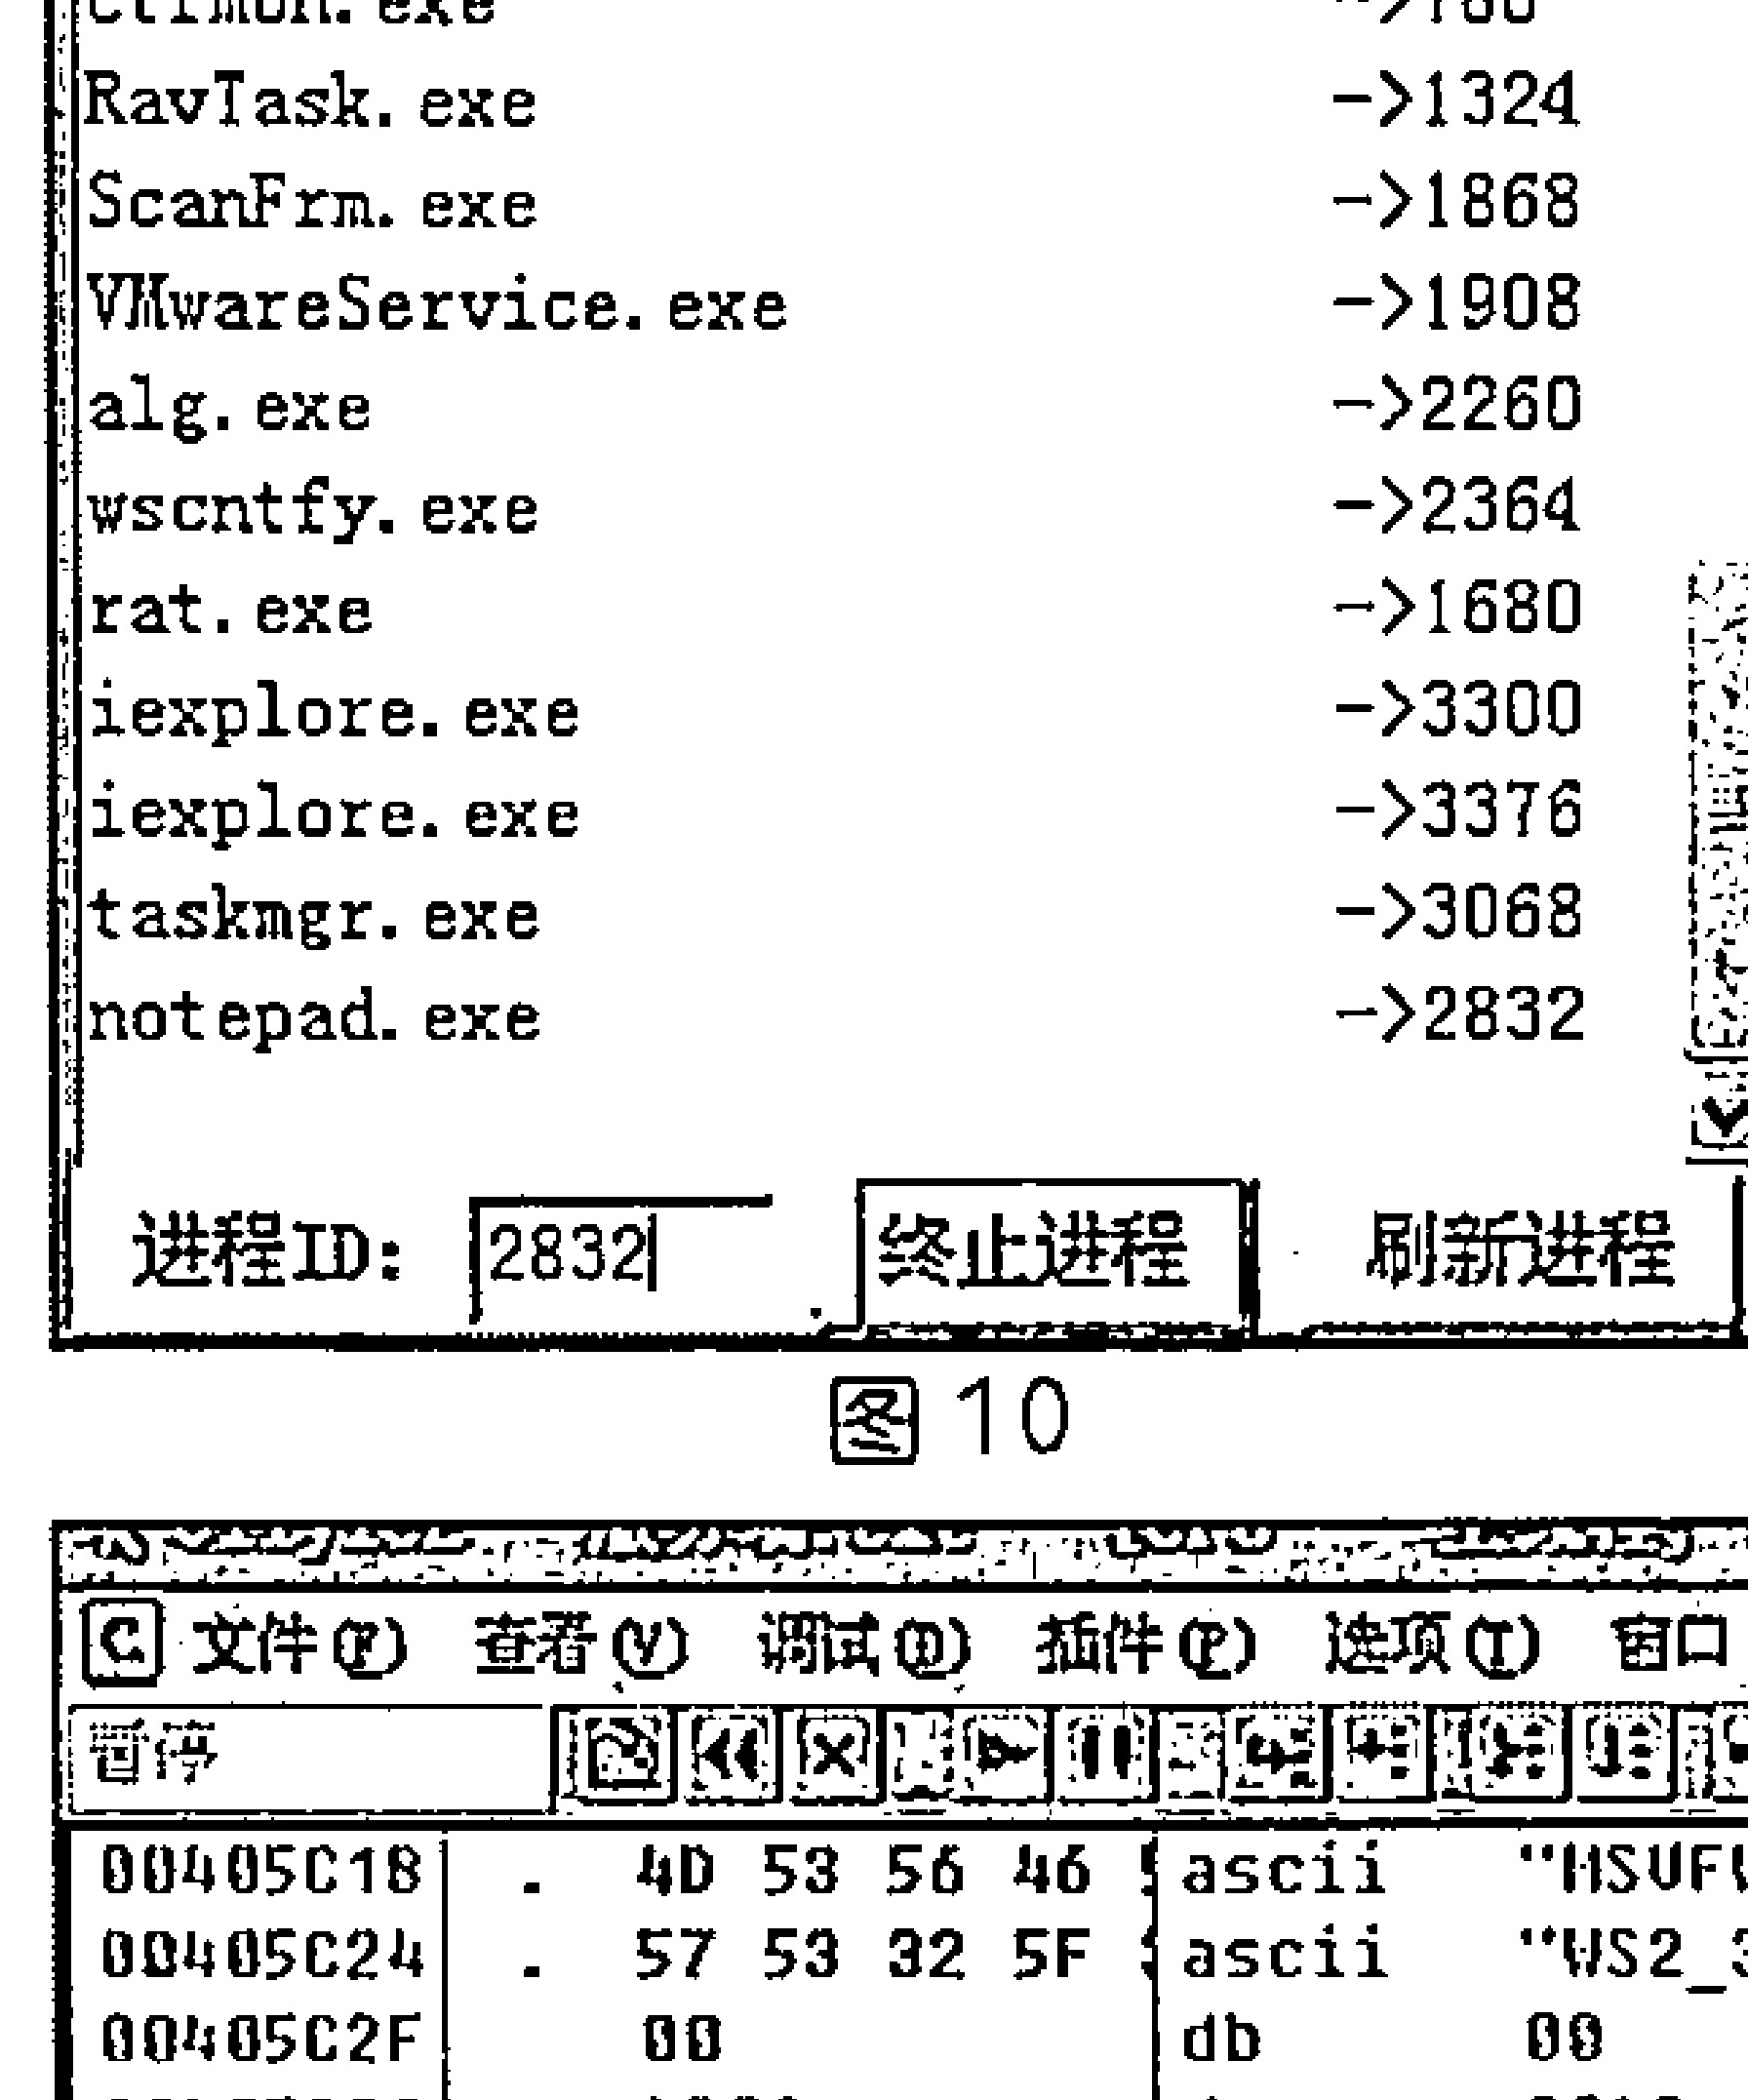 RavTask.exe ->1324
ScanFrm.exe ->1868
VMwareService.exe ->1908
alg.exe ->2260
wscntfy.exe ->2364
rat.exe ->1680
iexplore.exe ->3300
iexplore.exe ->3376
taskmgr.exe ->3068
notepad.exe ->2832
进程ID: 2832 终止进程 刷新进程
图10
C 文件(F) 查看(V) 调试(D) 插件(P) 选项(T) 窗口
暂停
00405C18 . 4D 53 56 46 ascii "MSVF
00405C24 . 57 53 32 5F ascii "WS2_3
00405C2F 00 db 00